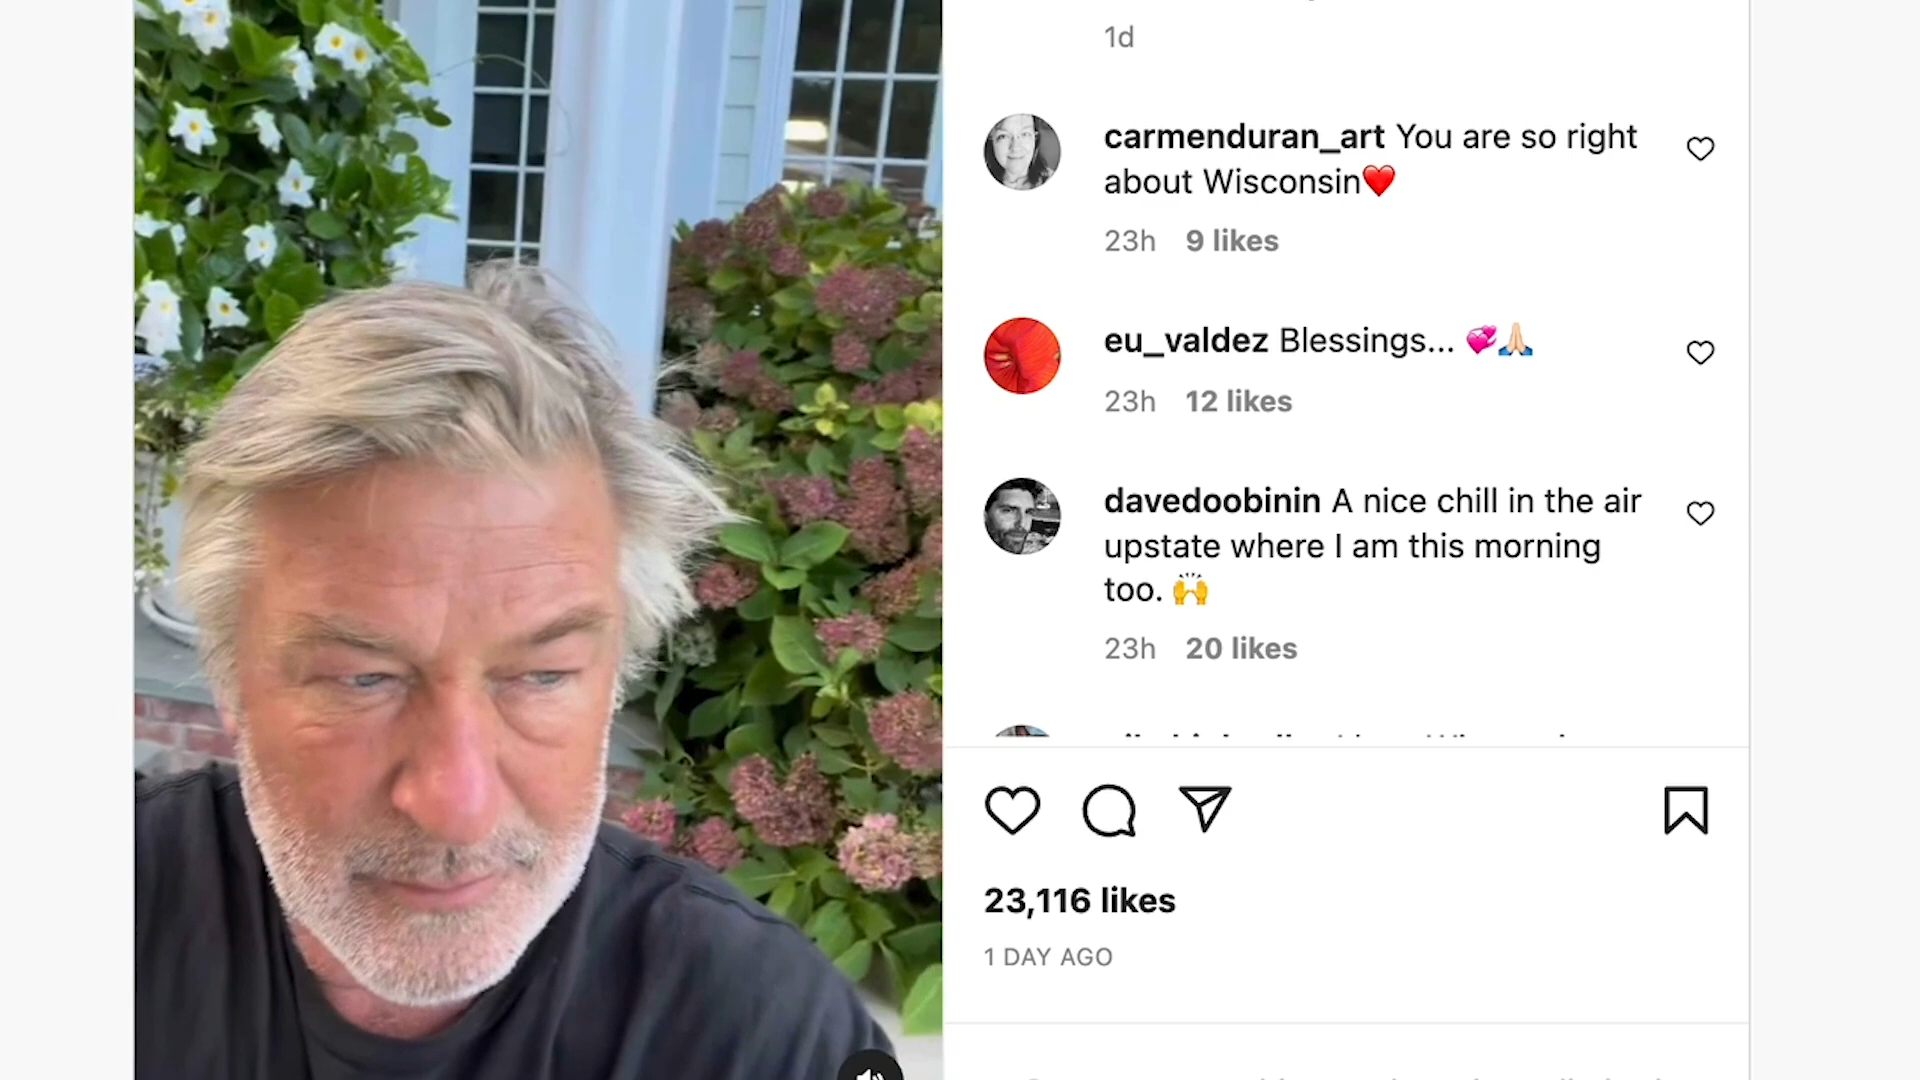 1d
carmenduran_art You are so right
about Wisconsin❤️
23h 9 likes
eu_valdez Blessings... 💞🙏🏻
23h 12 likes
davedoobinin A nice chill in the air
upstate where I am this morning
too. 🙌
23h 20 likes
23,116 likes
1 DAY AGO